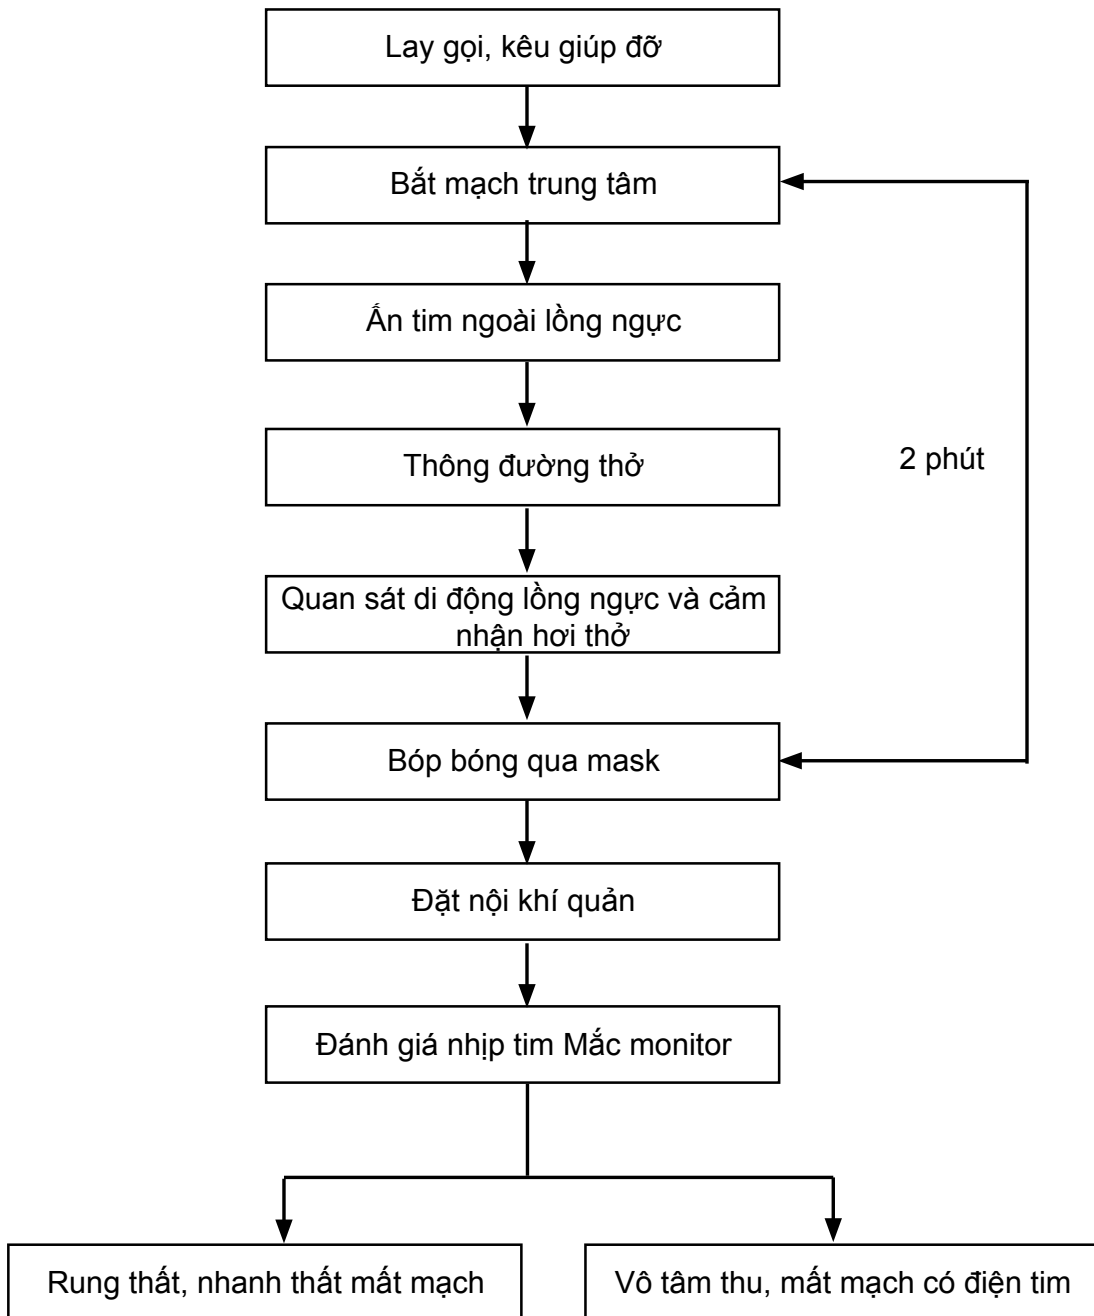 Lay gọi, kêu giúp đỡ
Bắt mạch trung tâm
Ấn tim ngoài lồng ngực
Thông đường thở
2 phút
Quan sát di động lồng ngực và cảm
nhận hơi thở
Bóp bóng qua mask
Đặt nội khí quản
Đánh giá nhịp tim Mắc monitor
Rung thất, nhanh thất mất mạch
Vô tâm thu, mất mạch có điện tim